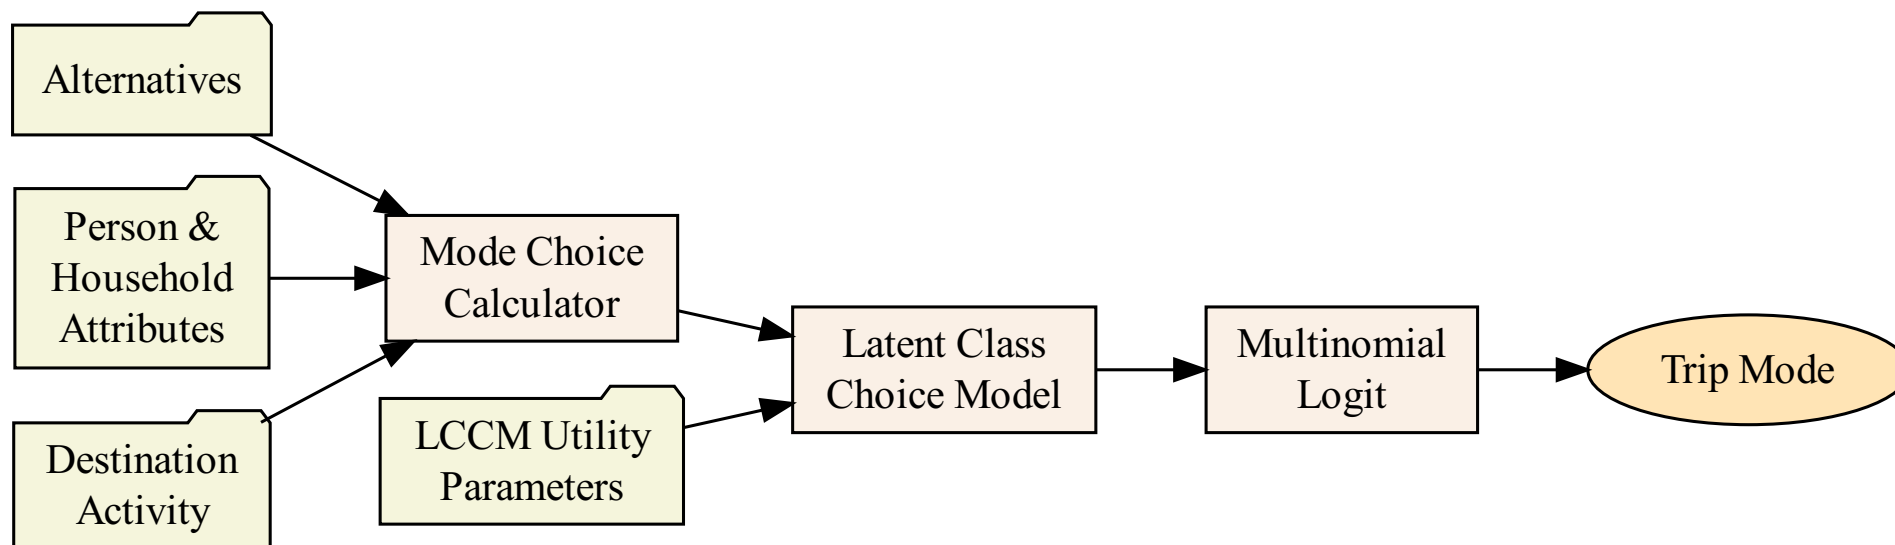 Alternatives
Person &
Household
Attributes
Destination
Activity
Mode Choice
Calculator
LCCM Utility
Parameters
Latent Class
Choice Model
Multinomial
Logit
Trip Mode